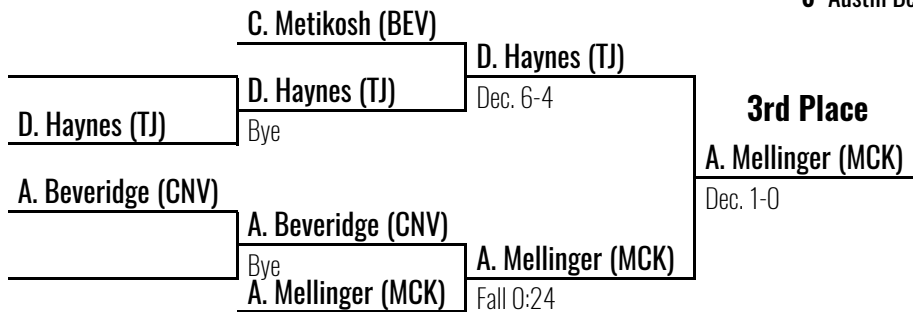 Austin
C. Metikosh (BEV)
D. Haynes (TJ)
D. Haynes (TJ)
Dec. 6-4
3rd Place
D. Haynes (TJ)
Bye
A. Mellinger (MCK)
A. Beveridge (CNV)
Dec. 1-0
A. Beveridge (CNV)
Bye
A. Mellinger (MCK)
A. Mellinger (MCK)
Fall 0:24